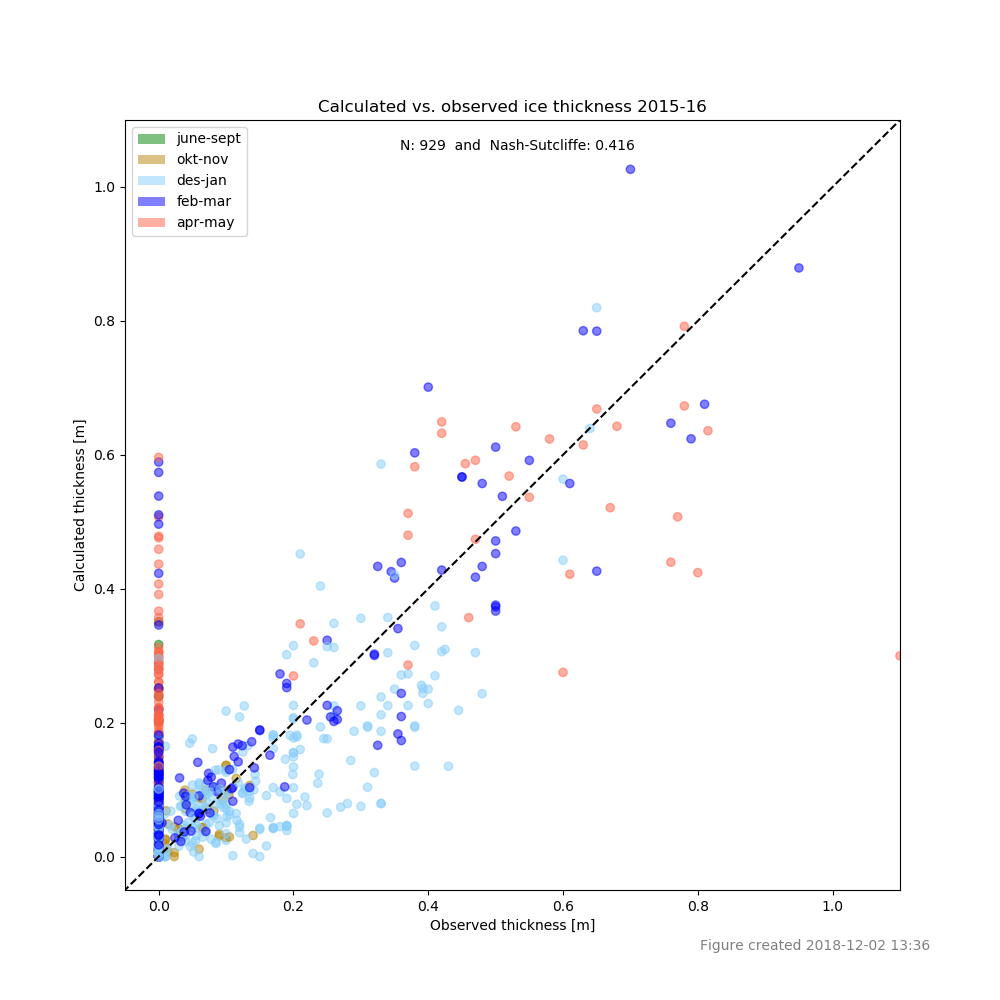 Calculated vs. observed ice thickness 2015-16
N: 929 and Nash-Sutcliffe: 0.416
june-sept
okt-nov
des-jan
feb-mar
apr-may
Calculated thickness [m]
1.0
0.8
0.6
0.4
0.2
0.0
0.0 0.2 0.4 0.6 0.8 1.0
Observed thickness [m]
Figure created 2018-12-02 13:36